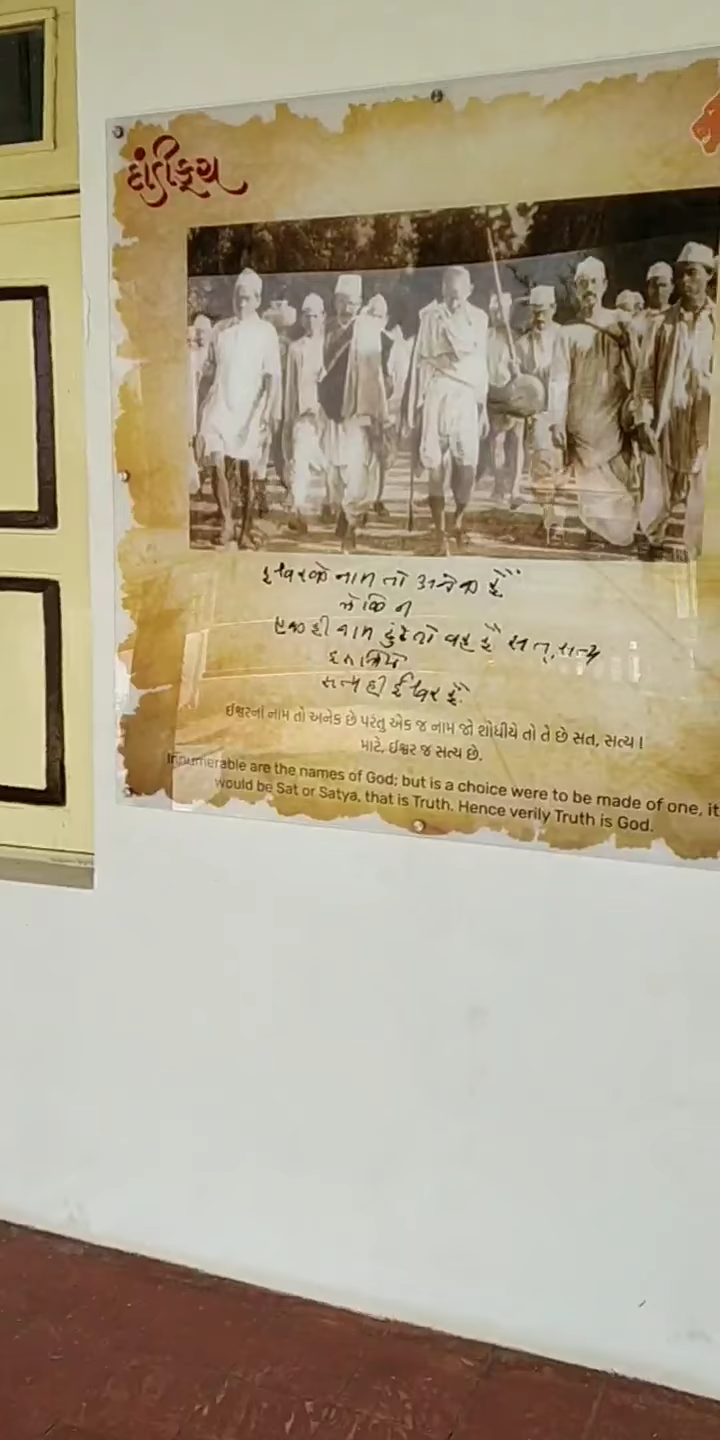 દાંડીકૂચ
ईश्वरके नाम तो अनेक हैं
लेकिन
एक ही नाम ढुंढें तो वह है सत्, सत्य
इसलिये
सत्य ही ईश्वर है.
ઈશ્વરનાં નામ તો અનેક છે પરંતુ એક જ નામ જો શોધીયે તો તે છે સત, સત્ય।
માટે, ઈશ્વર જ સત્ય છે.
Innumerable are the names of God; but is a choice were to be made of one, it
would be Sat or Satya, that is Truth. Hence verily Truth is God.